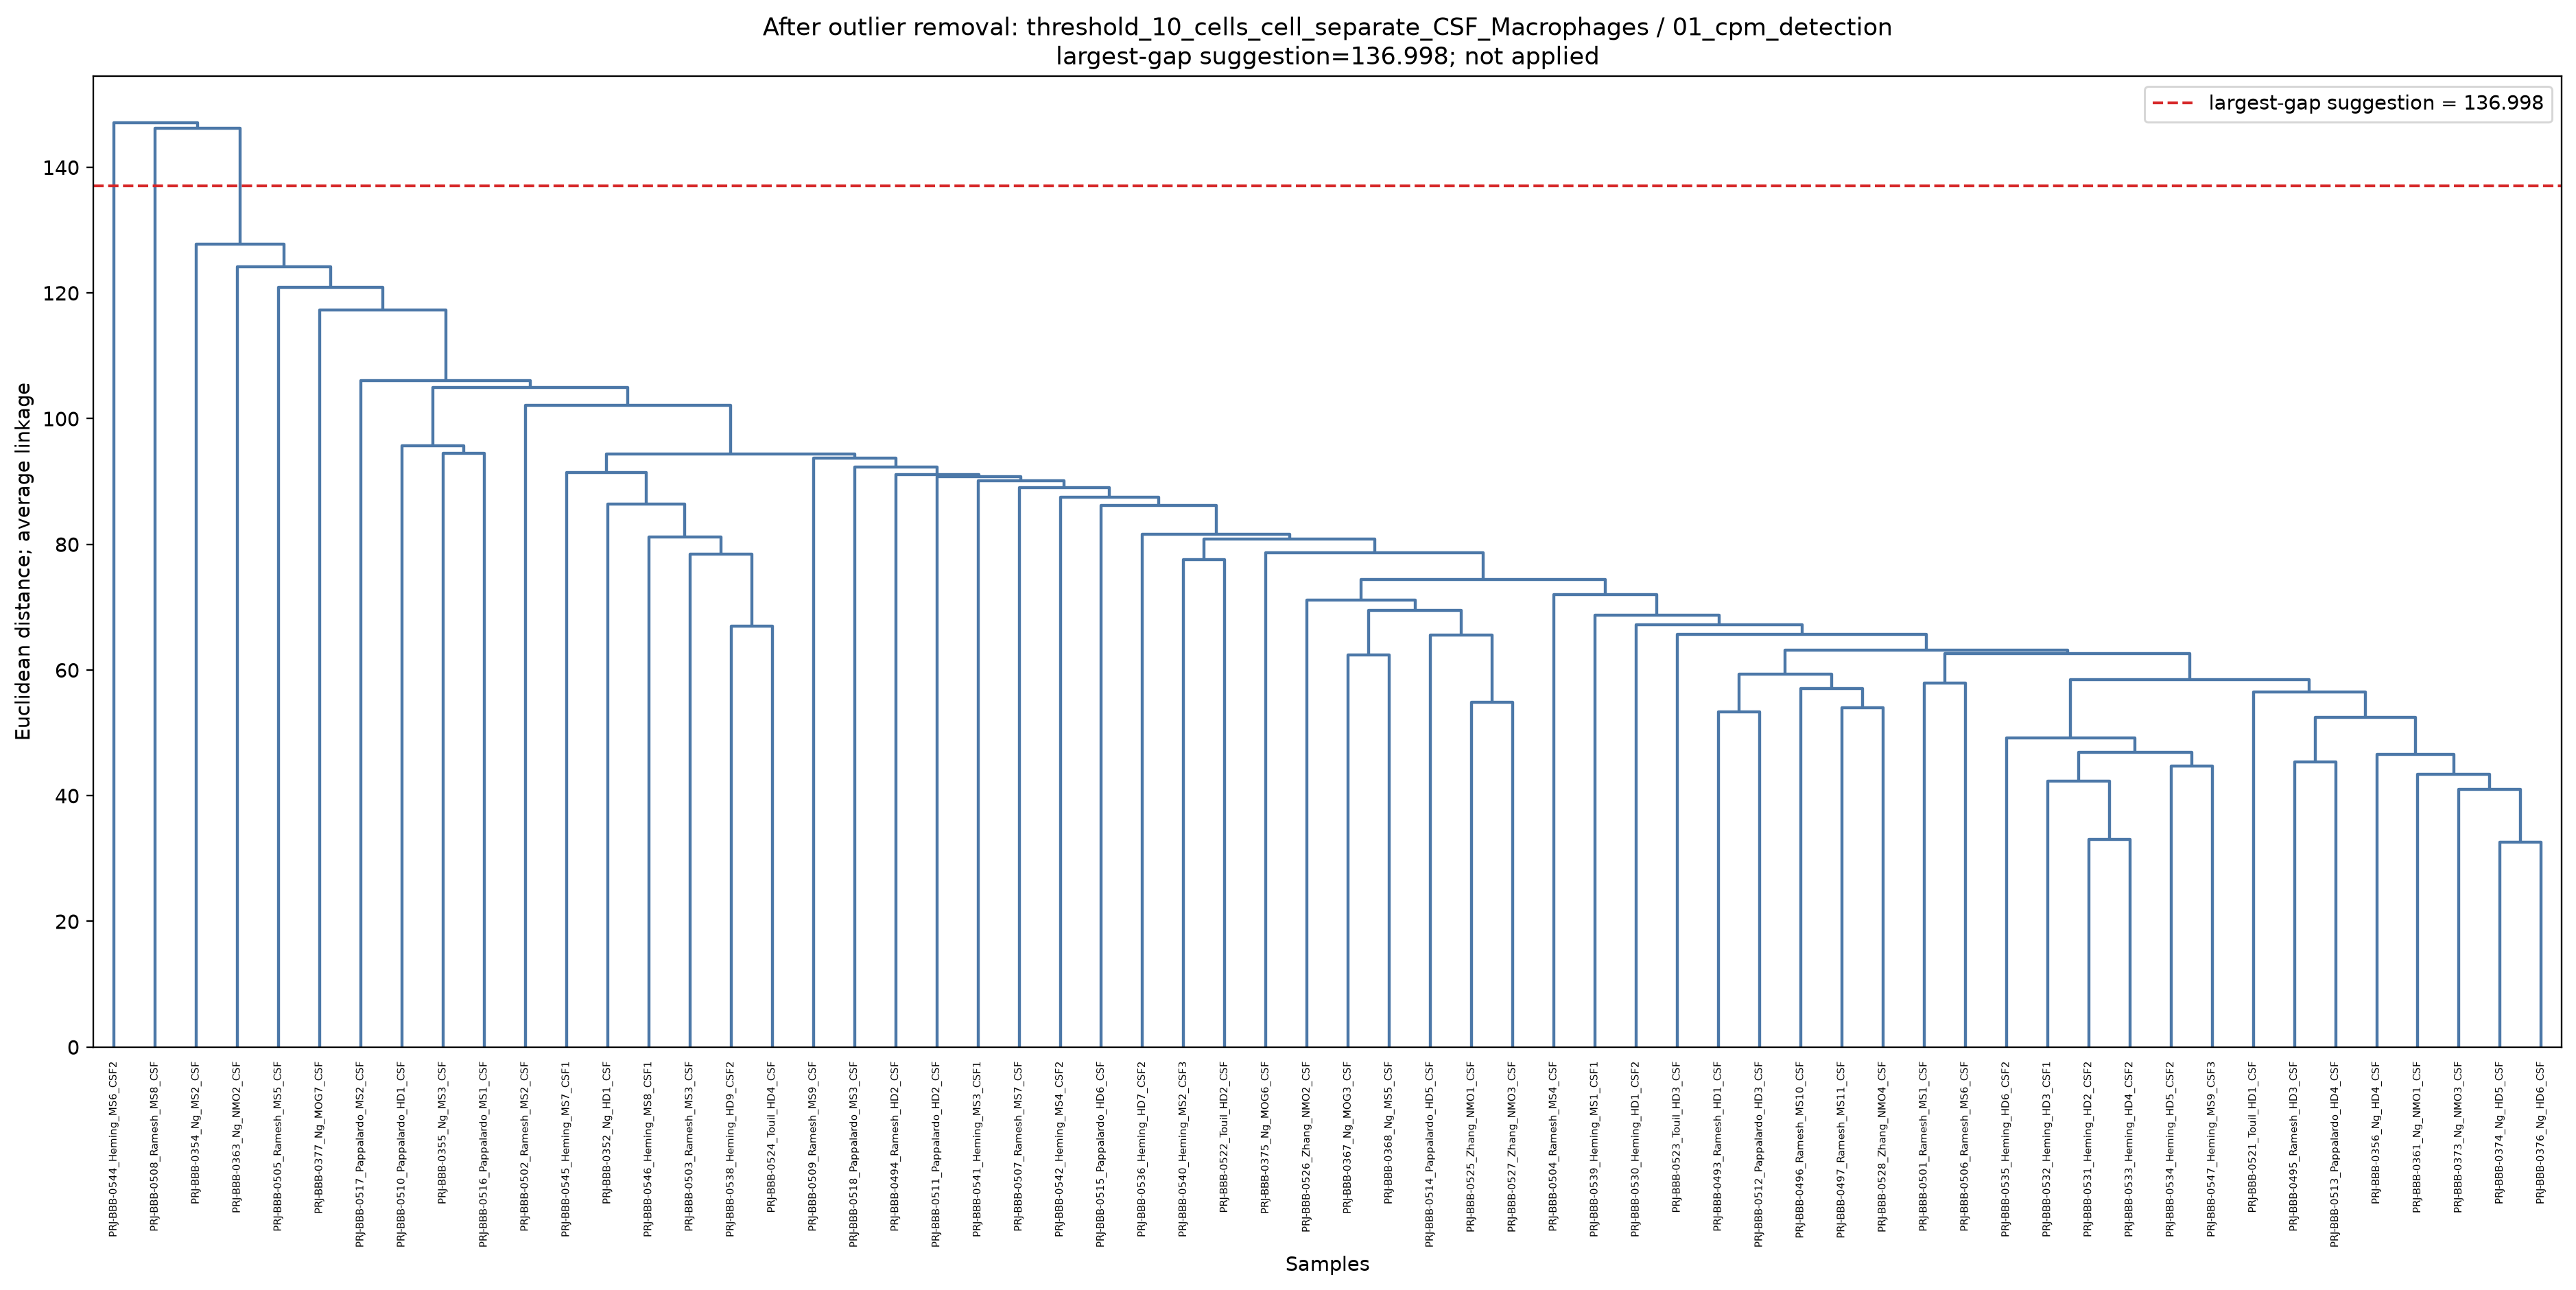 After outlier removal: threshold_10_cells_cell_separate_CSF_Macrophages / 01_cpm_detection
largest-gap suggestion=136.998; not applied
largest-gap suggestion = 136.998
Euclidean distance; average linkage
140
120
100
80
60
40
20
0
PRJ-BBB-0544_Heming_MS6_CSF2
PRJ-BBB-0508_Ramesh_MS8_CSF
PRJ-BBB-0354_Ng_MS2_CSF
PRJ-BBB-0363_Ng_NMO2_CSF
PRJ-BBB-0505_Ramesh_MS5_CSF
PRJ-BBB-0377_Ng_MOG7_CSF
PRJ-BBB-0517_Pappalardo_MS2_CSF
PRJ-BBB-0510_Pappalardo_HD1_CSF
PRJ-BBB-0355_Ng_MS3_CSF
PRJ-BBB-0516_Pappalardo_MS1_CSF
PRJ-BBB-0502_Ramesh_MS2_CSF
PRJ-BBB-0545_Heming_MS7_CSF1
PRJ-BBB-0352_Ng_HD1_CSF
PRJ-BBB-0546_Heming_MS8_CSF1
PRJ-BBB-0503_Ramesh_MS3_CSF
PRJ-BBB-0538_Heming_HD9_CSF2
PRJ-BBB-0524_Touil_HD4_CSF
PRJ-BBB-0509_Ramesh_MS9_CSF
PRJ-BBB-0518_Pappalardo_MS3_CSF
PRJ-BBB-0494_Ramesh_HD2_CSF
PRJ-BBB-0511_Pappalardo_HD2_CSF
PRJ-BBB-0541_Heming_MS3_CSF1
PRJ-BBB-0507_Ramesh_MS7_CSF
PRJ-BBB-0542_Heming_MS4_CSF2
PRJ-BBB-0515_Pappalardo_HD6_CSF
PRJ-BBB-0536_Heming_HD7_CSF2
PRJ-BBB-0540_Heming_MS2_CSF3
PRJ-BBB-0522_Touil_HD2_CSF
PRJ-BBB-0375_Ng_MOG6_CSF
PRJ-BBB-0526_Zhang_NMO2_CSF
PRJ-BBB-0367_Ng_MOG3_CSF
PRJ-BBB-0368_Ng_MS5_CSF
PRJ-BBB-0514_Pappalardo_HD5_CSF
PRJ-BBB-0525_Zhang_NMO1_CSF
PRJ-BBB-0527_Zhang_NMO3_CSF
PRJ-BBB-0504_Ramesh_MS4_CSF
PRJ-BBB-0539_Heming_MS1_CSF1
PRJ-BBB-0530_Heming_HD1_CSF2
PRJ-BBB-0523_Touil_HD3_CSF
PRJ-BBB-0493_Ramesh_HD1_CSF
PRJ-BBB-0512_Pappalardo_HD3_CSF
PRJ-BBB-0496_Ramesh_MS10_CSF
PRJ-BBB-0497_Ramesh_MS11_CSF
PRJ-BBB-0528_Zhang_NMO4_CSF
PRJ-BBB-0501_Ramesh_MS1_CSF
PRJ-BBB-0506_Ramesh_MS6_CSF
PRJ-BBB-0535_Heming_HD6_CSF2
PRJ-BBB-0532_Heming_HD3_CSF1
PRJ-BBB-0531_Heming_HD2_CSF2
PRJ-BBB-0533_Heming_HD4_CSF2
PRJ-BBB-0534_Heming_HD5_CSF2
PRJ-BBB-0547_Heming_MS9_CSF3
PRJ-BBB-0521_Touil_HD1_CSF
PRJ-BBB-0495_Ramesh_HD3_CSF
PRJ-BBB-0513_Pappalardo_HD4_CSF
PRJ-BBB-0356_Ng_HD4_CSF
PRJ-BBB-0361_Ng_NMO1_CSF
PRJ-BBB-0373_Ng_NMO3_CSF
PRJ-BBB-0374_Ng_HD5_CSF
PRJ-BBB-0376_Ng_HD6_CSF
Samples